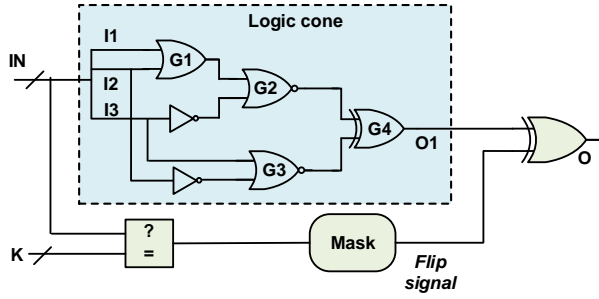 Logic cone
I1
IN
G1
G2
I2
I3
G4
G3
O1
O
?
=
K
Mask
Flip
signal